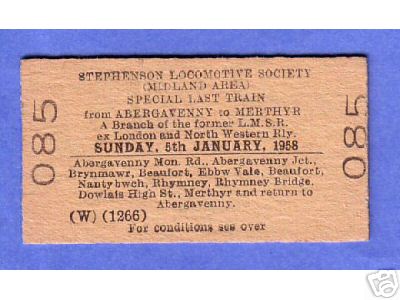 STEPHENSON LOCOMOTIVE SOCIETY
(MIDLAND AREA)
SPECIAL LAST TRAIN
from ABERGAVENNY to MERTHYR
A Branch of the former L.M.S.R.
ex London and North Western Rly.
SUNDAY, 5th JANUARY, 1958
Abergavenny Mon. Rd., Abergavenny Jct.,
Brynmawr, Beaufort, Ebbw Vale, Beaufort,
Nantybwch, Rhymney, Rhymney Bridge,
Dowlais High St., Merthyr and return to
Abergavenny.
(W) (1266)
For conditions see over
085
085
ebY